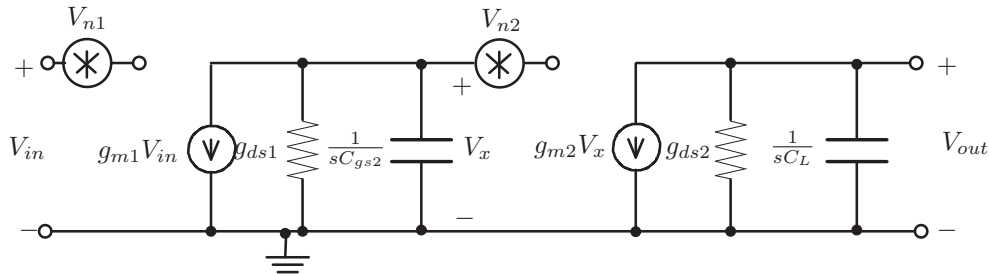 V_{n1}
V_{n2}
+
+
+
V_{in}
g_{m1}V_{in}
g_{ds1}
\frac{1}{sC_{gs2}}
V_x
g_{m2}V_x
g_{ds2}
\frac{1}{sC_L}
V_{out}
−
−
−